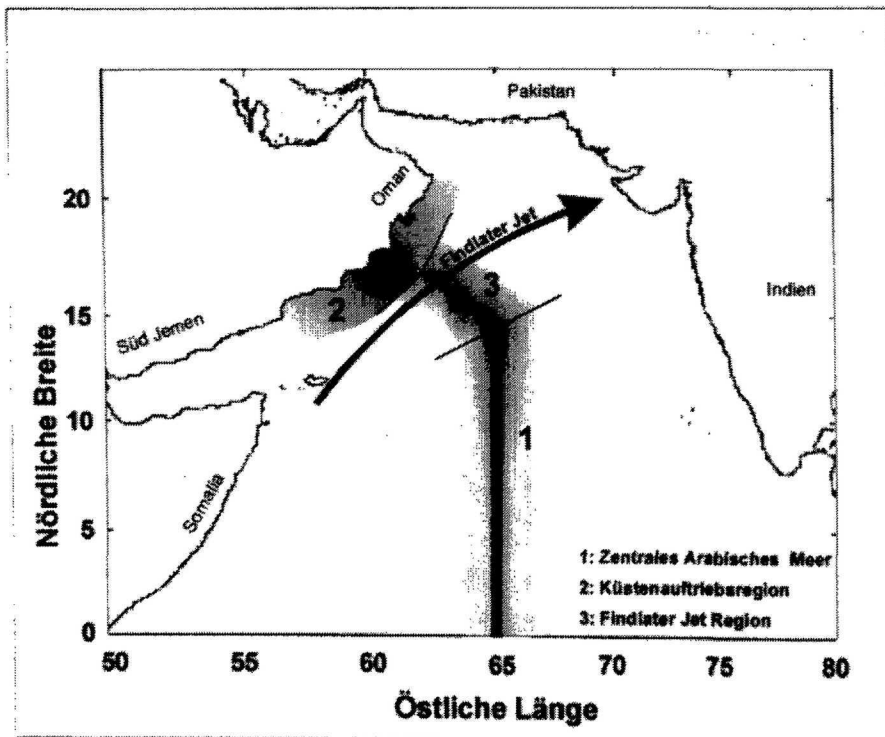 Pakistan
Oman
Findlater Jet
3
2
Indien
Süd Jemen
1
Somalia
Nördliche Breite
20
15
10
5
0
1: Zentrales Arabisches Meer
2: Küstenauftriebsregion
3: Findlater Jet Region
50 55 60 65 70 75 80
Östliche Länge